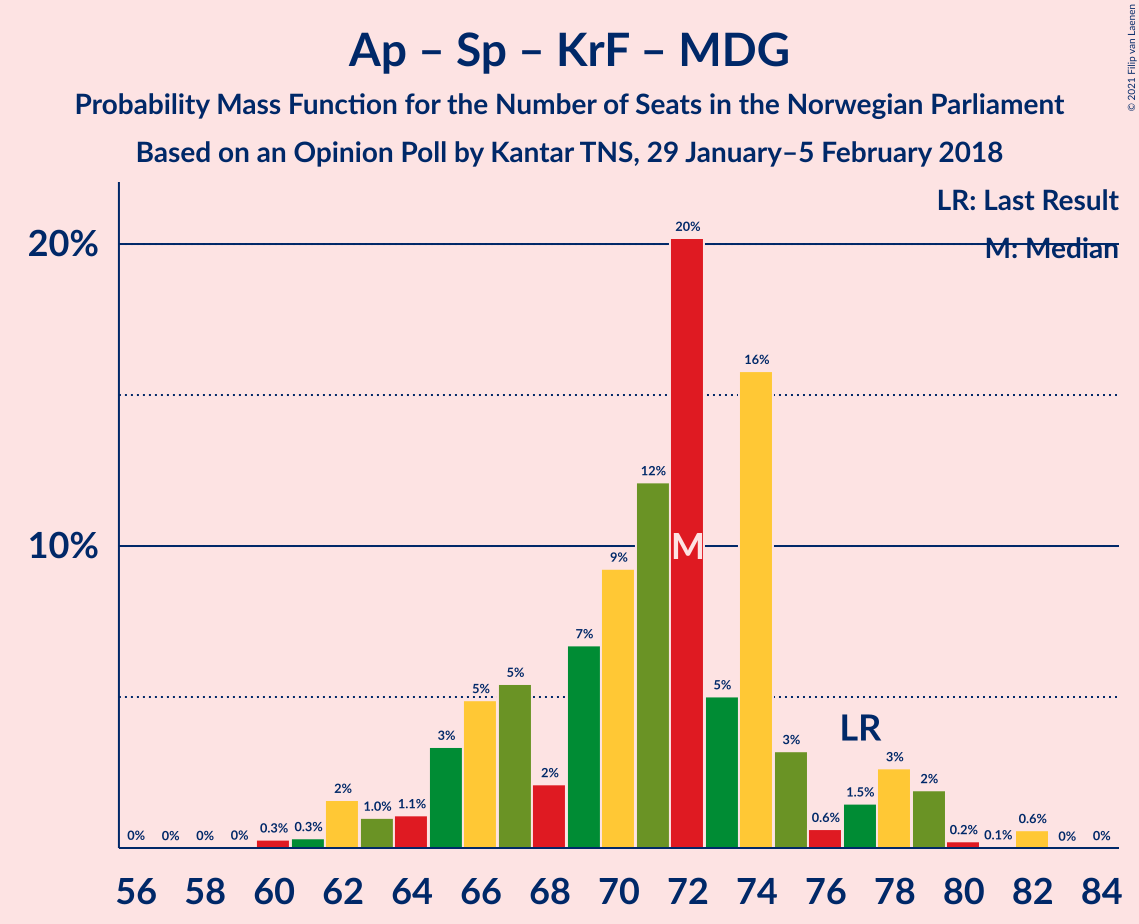 Ap – Sp – KrF – MDG
Probability Mass Function for the Number of Seats in the Norwegian Parliament
Based on an Opinion Poll by Kantar TNS, 29 January–5 February 2018
© 2021 Filip van Laenen
LR: Last Result
M: Median
20%
10%
0% 0% 0% 0% 0.3% 0.3% 2% 1.0% 1.1% 3% 5% 5% 2% 7% 9% 12% 20% 5% 16% 3% 0.6% 1.5% 3% 2% 0.2% 0.1% 0.6% 0% 0%
M
LR
56 58 60 62 64 66 68 70 72 74 76 78 80 82 84